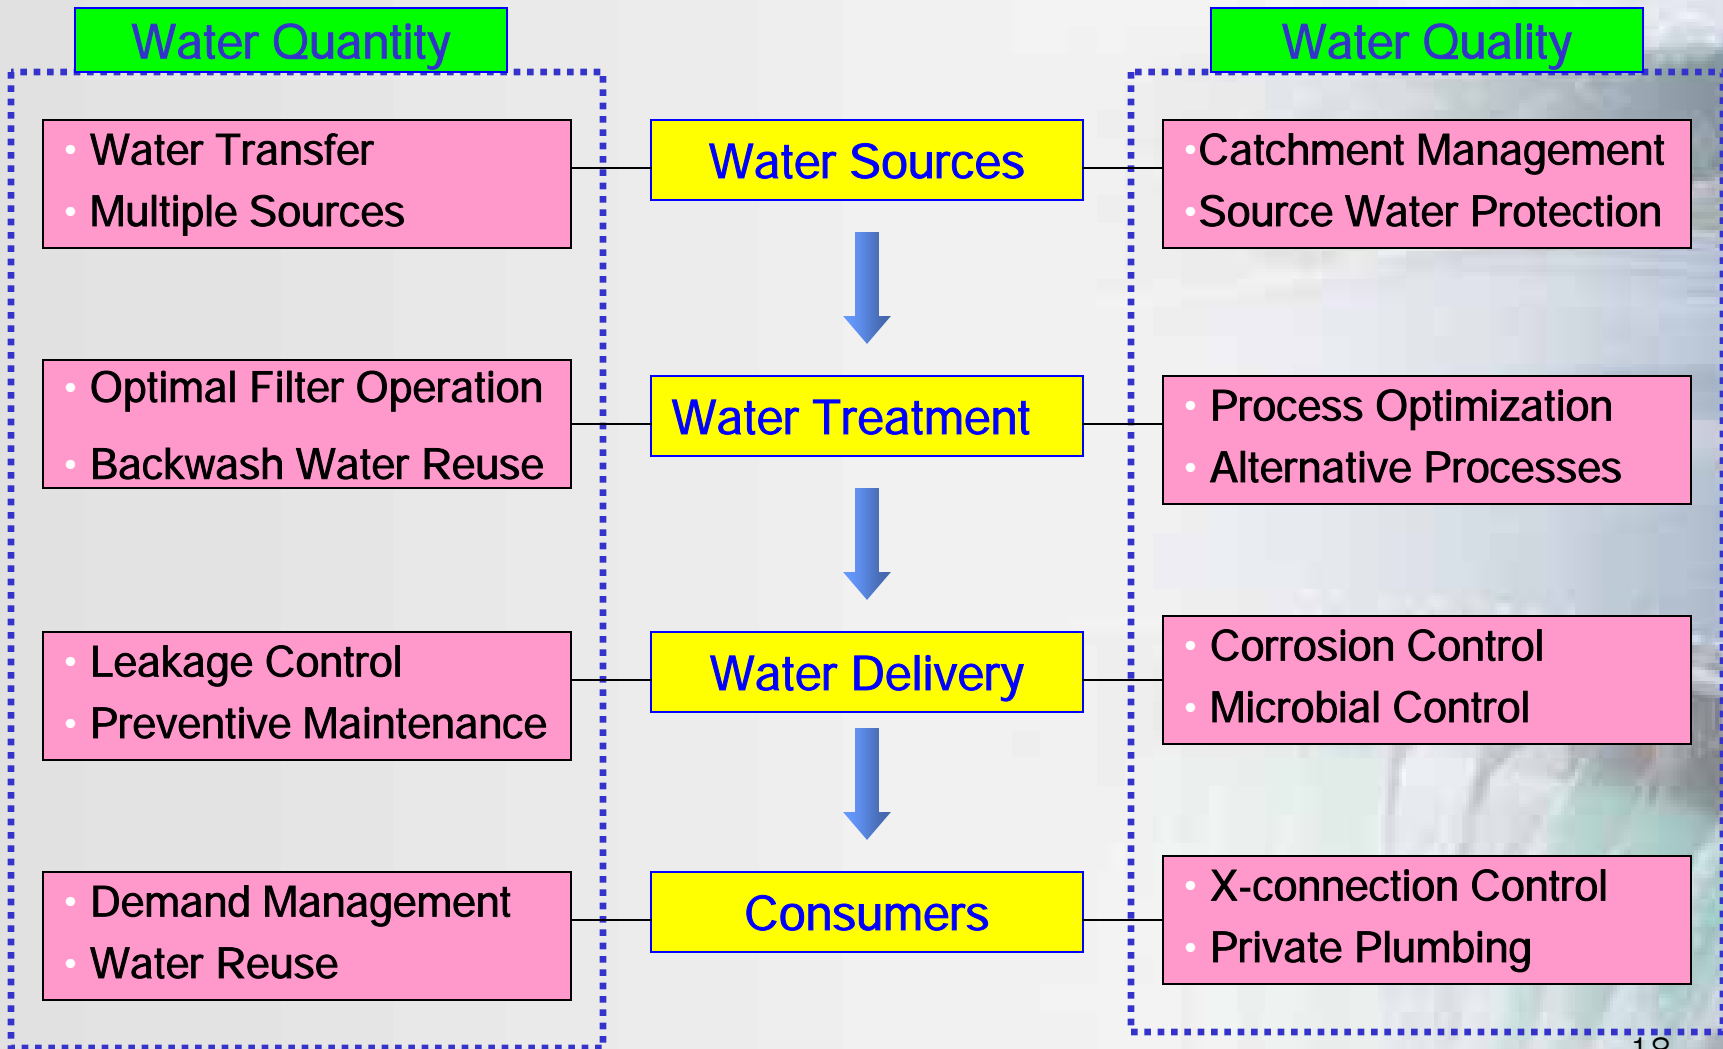 Water Quantity
Water Quality
• Water Transfer
• Multiple Sources
Water Sources
•Catchment Management
•Source Water Protection
• Optimal Filter Operation
• Backwash Water Reuse
Water Treatment
• Process Optimization
• Alternative Processes
• Leakage Control
• Preventive Maintenance
Water Delivery
• Corrosion Control
• Microbial Control
• Demand Management
• Water Reuse
Consumers
• X-connection Control
• Private Plumbing
18